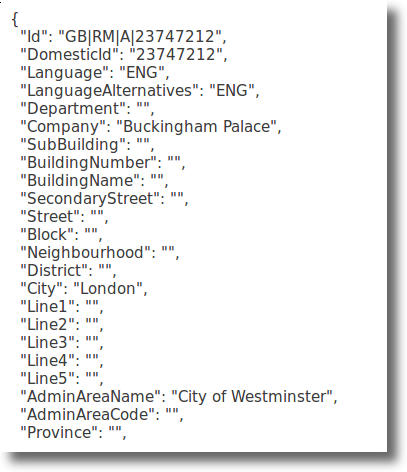 {
"Id": "GB|RM|A|23747212",
"DomesticId": "23747212",
"Language": "ENG",
"LanguageAlternatives": "ENG",
"Department": "",
"Company": "Buckingham Palace",
"SubBuilding": "",
"BuildingNumber": "",
"BuildingName": "",
"SecondaryStreet": "",
"Street": "",
"Block": "",
"Neighbourhood": "",
"District": "",
"City": "London",
"Line1": "",
"Line2": "",
"Line3": "",
"Line4": "",
"Line5": "",
"AdminAreaName": "City of Westminster",
"AdminAreaCode": "",
"Province": "",